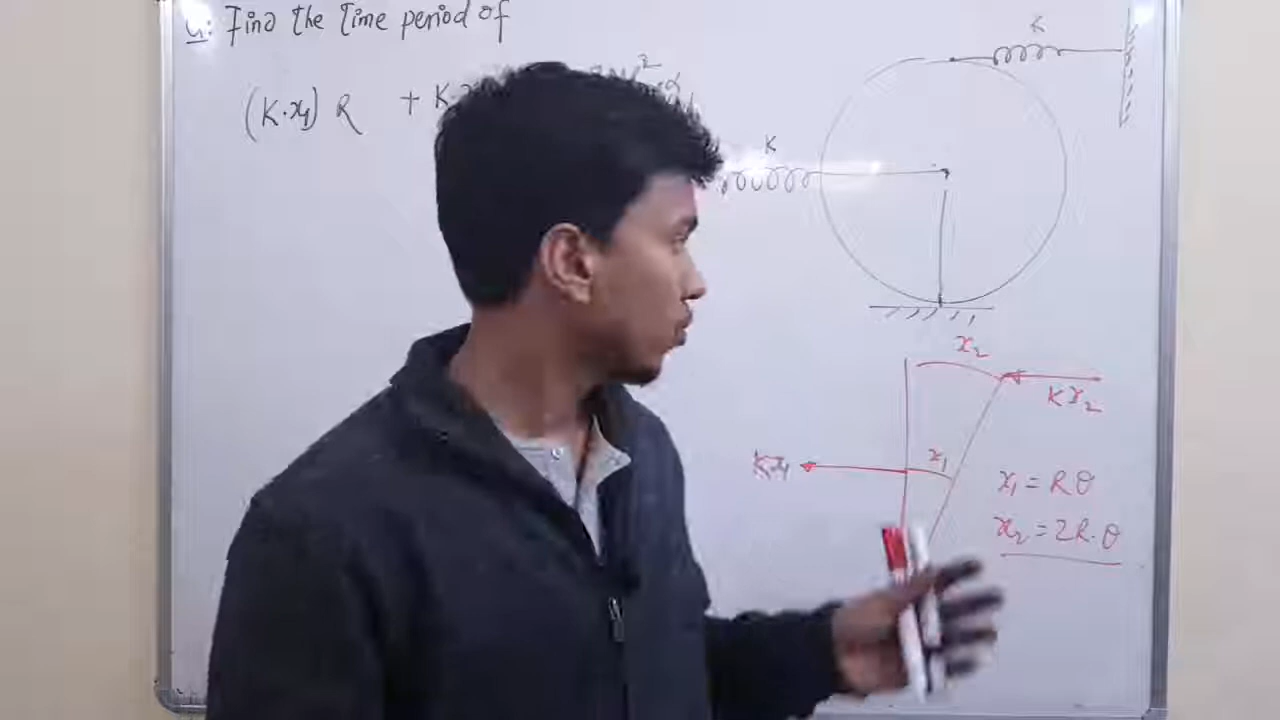 Q: Find the Time period of
(K.x₁) R + K.
K
K
x₂
Kx₂
Kx₁
x₁
x₁ = Rθ
x₂ = 2R.θ